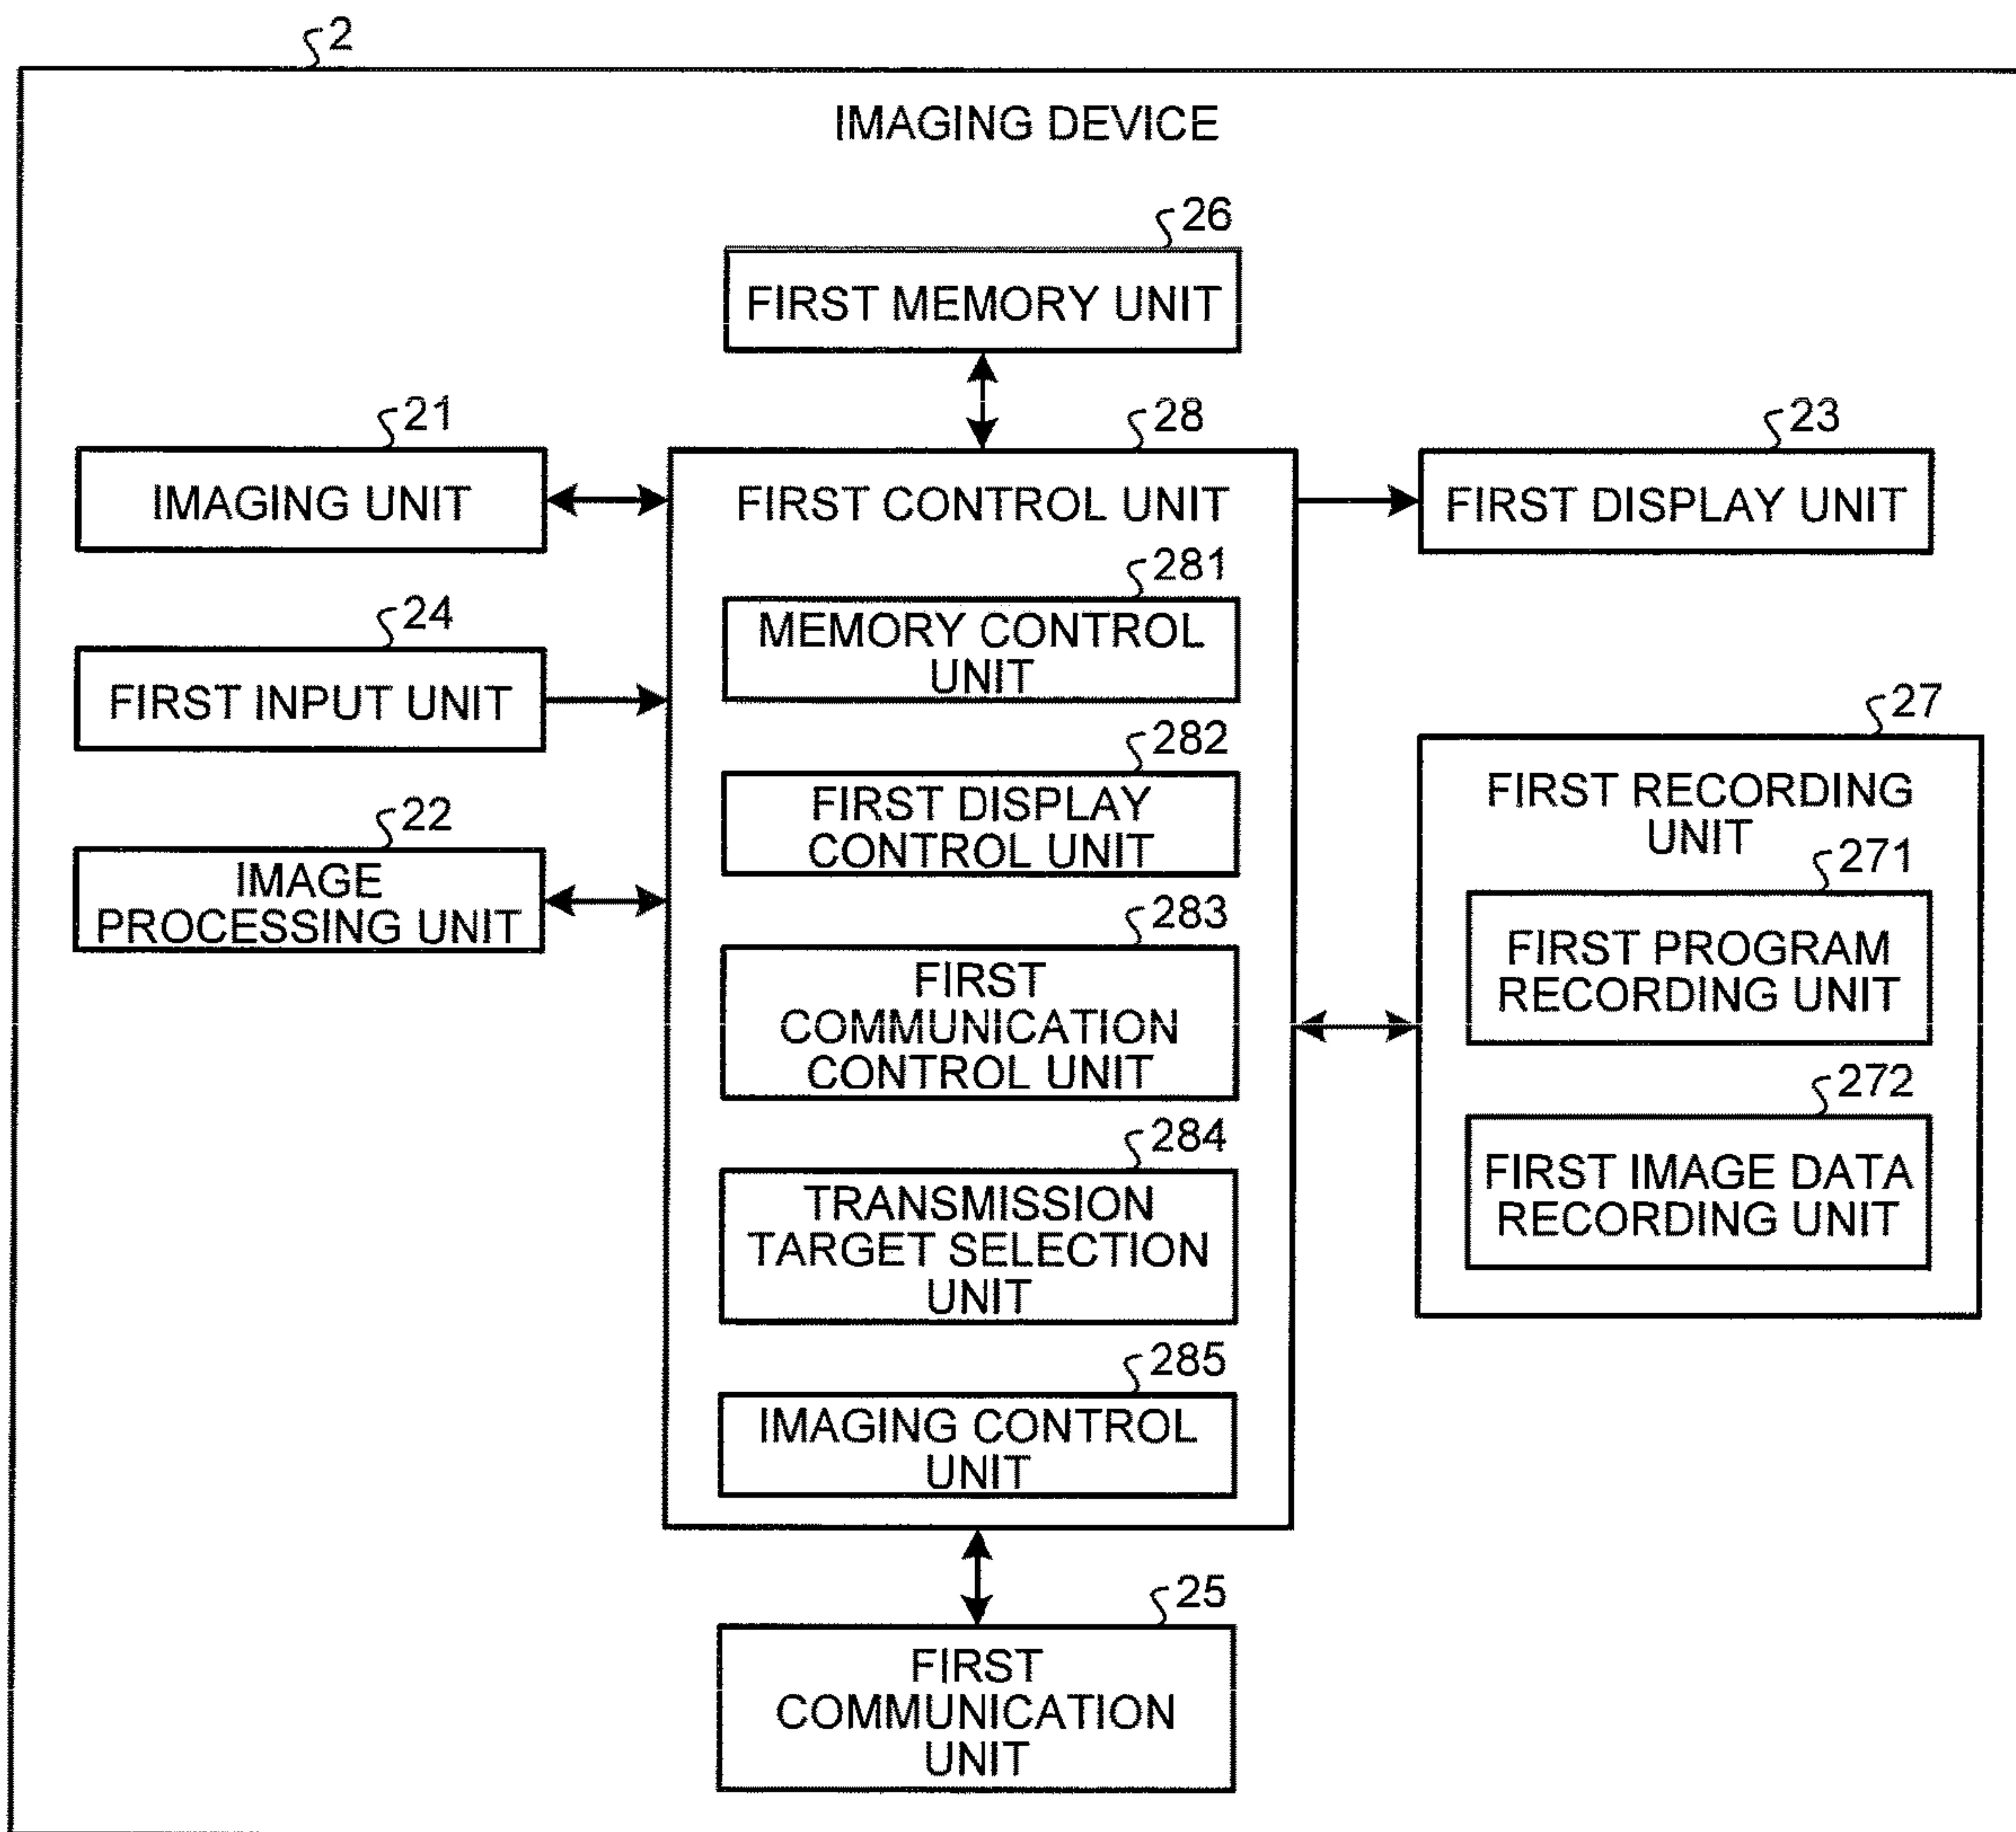 2
IMAGING DEVICE
26
FIRST MEMORY UNIT
21
IMAGING UNIT
28
FIRST CONTROL UNIT
23
FIRST DISPLAY UNIT
24
FIRST INPUT UNIT
281
MEMORY CONTROL
UNIT
22
IMAGE
PROCESSING UNIT
282
FIRST DISPLAY
CONTROL UNIT
283
FIRST
COMMUNICATION
CONTROL UNIT
284
TRANSMISSION
TARGET SELECTION
UNIT
285
IMAGING CONTROL
UNIT
27
FIRST RECORDING
UNIT
271
FIRST PROGRAM
RECORDING UNIT
272
FIRST IMAGE DATA
RECORDING UNIT
25
FIRST
COMMUNICATION
UNIT